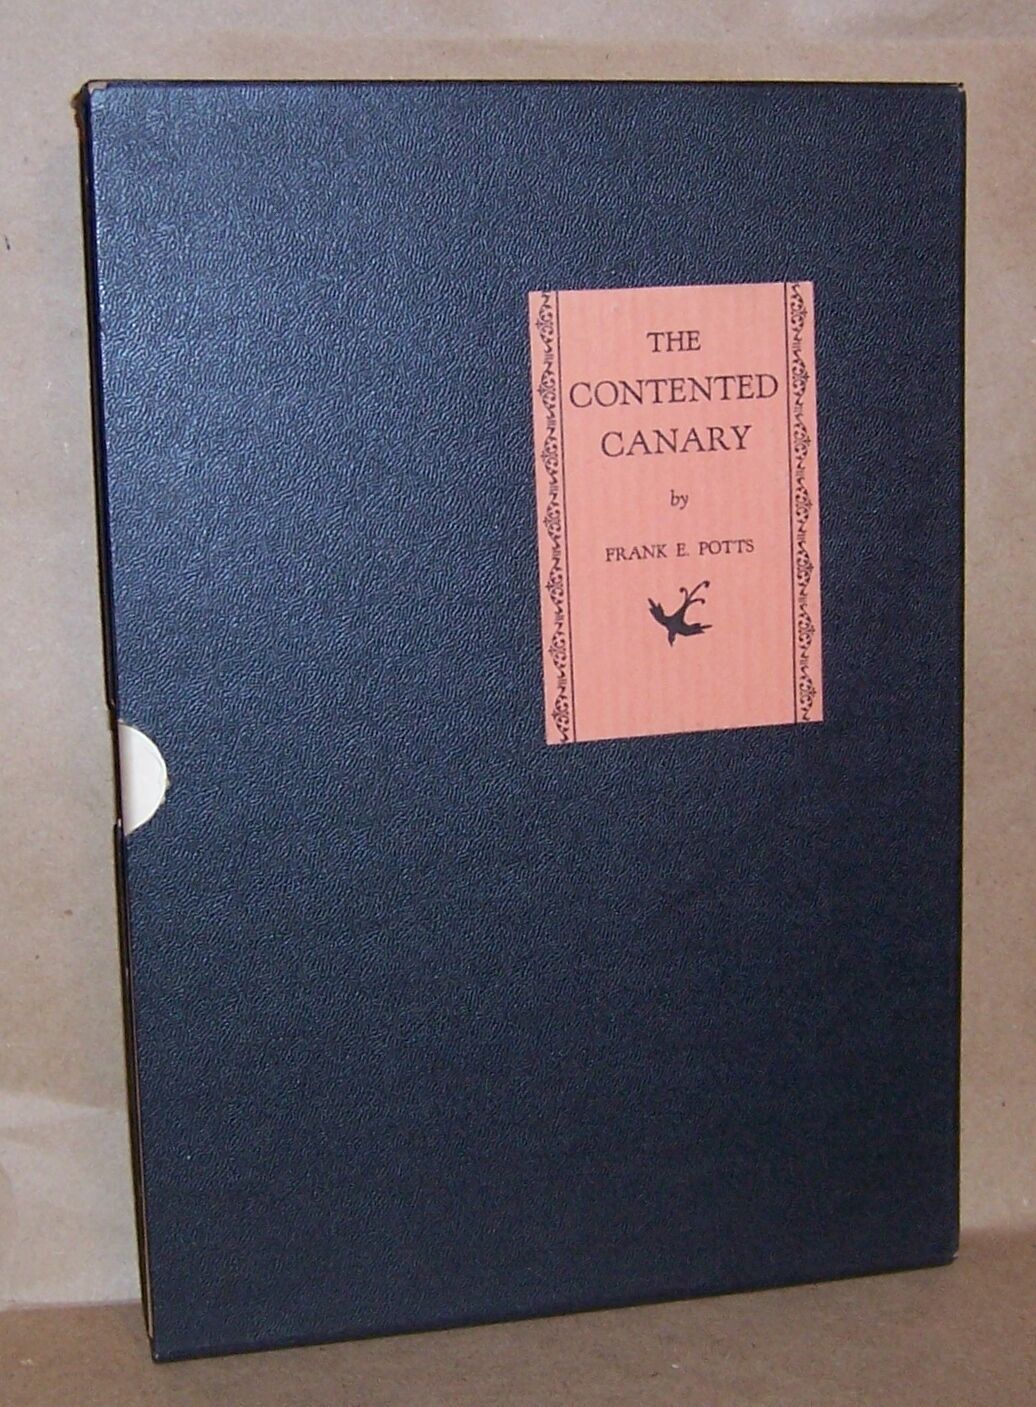 THE
CONTENTED
CANARY
by
FRANK E. POTTS